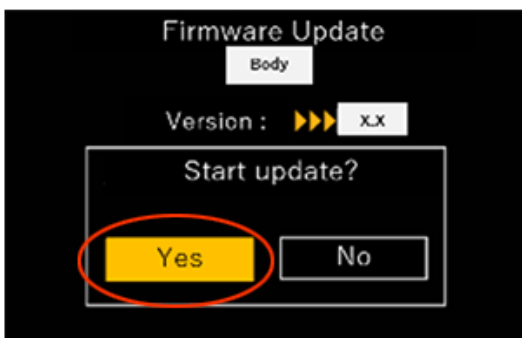 Firmware Update
Body
Version : x.x
Start update?
Yes No